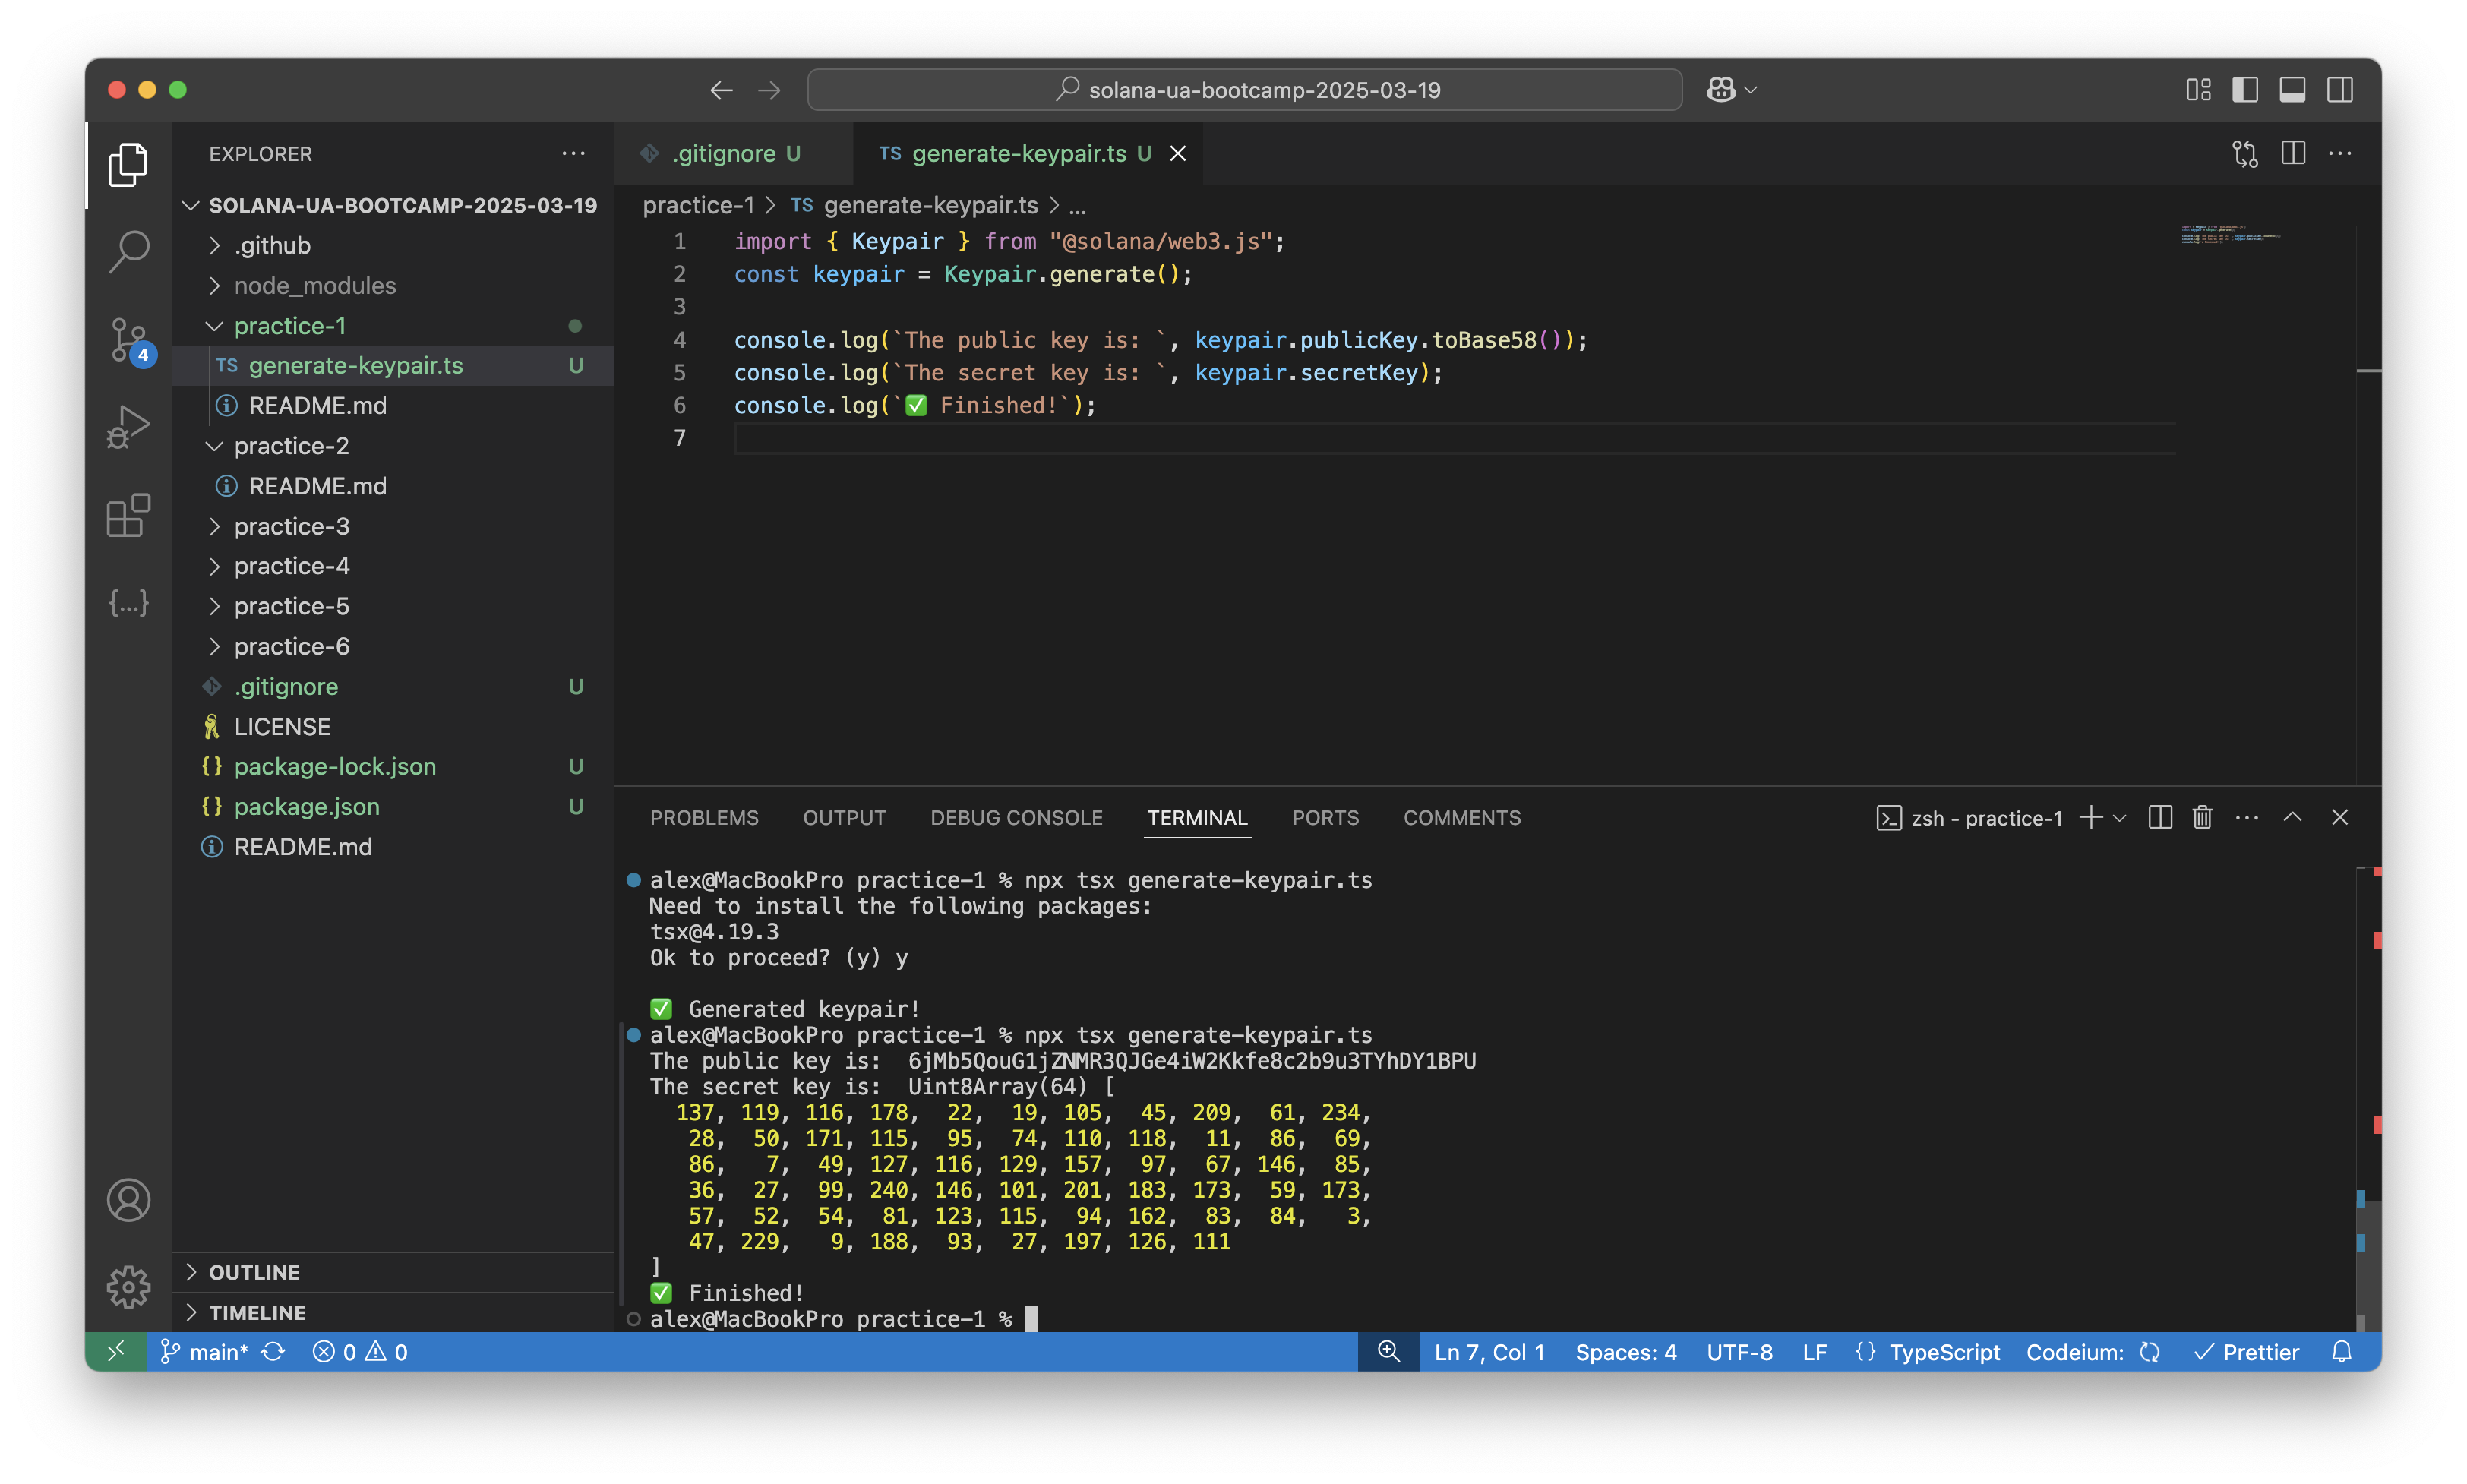 solana-ua-bootcamp-2025-03-19
EXPLORER
SOLANA-UA-BOOTCAMP-2025-03-19
.github
node_modules
practice-1
TS generate-keypair.ts U
README.md
practice-2
README.md
practice-3
practice-4
practice-5
practice-6
.gitignore U
LICENSE
{} package-lock.json U
{} package.json U
README.md
OUTLINE
TIMELINE
4
{...}
.gitignore U
TS generate-keypair.ts U
practice-1 > TS generate-keypair.ts > ...
1 import { Keypair } from "@solana/web3.js";
2 const keypair = Keypair.generate();
3
4 console.log(`The public key is: `, keypair.publicKey.toBase58());
5 console.log(`The secret key is: `, keypair.secretKey);
6 console.log(`✅ Finished!`);
7
PROBLEMS OUTPUT DEBUG CONSOLE TERMINAL PORTS COMMENTS
zsh - practice-1
alex@MacBookPro practice-1 % npx tsx generate-keypair.ts
Need to install the following packages:
tsx@4.19.3
Ok to proceed? (y) y
✅ Generated keypair!
alex@MacBookPro practice-1 % npx tsx generate-keypair.ts
The public key is:  6jMb5QouG1jZNMR3QJGe4iW2Kkfe8c2b9u3TYhDY1BPU
The secret key is:  Uint8Array(64) [
137, 119, 116, 178, 22, 19, 105, 45, 209, 61, 234,
28, 50, 171, 115, 95, 74, 110, 118, 11, 86, 69,
86, 7, 49, 127, 116, 129, 157, 97, 67, 146, 85,
36, 27, 99, 240, 146, 101, 201, 183, 173, 59, 173,
57, 52, 54, 81, 123, 115, 94, 162, 83, 84, 3,
47, 229, 9, 188, 93, 27, 197, 126, 111
]
✅ Finished!
alex@MacBookPro practice-1 %
main* 0 0
Ln 7, Col 1 Spaces: 4 UTF-8 LF {} TypeScript Codeium: Prettier